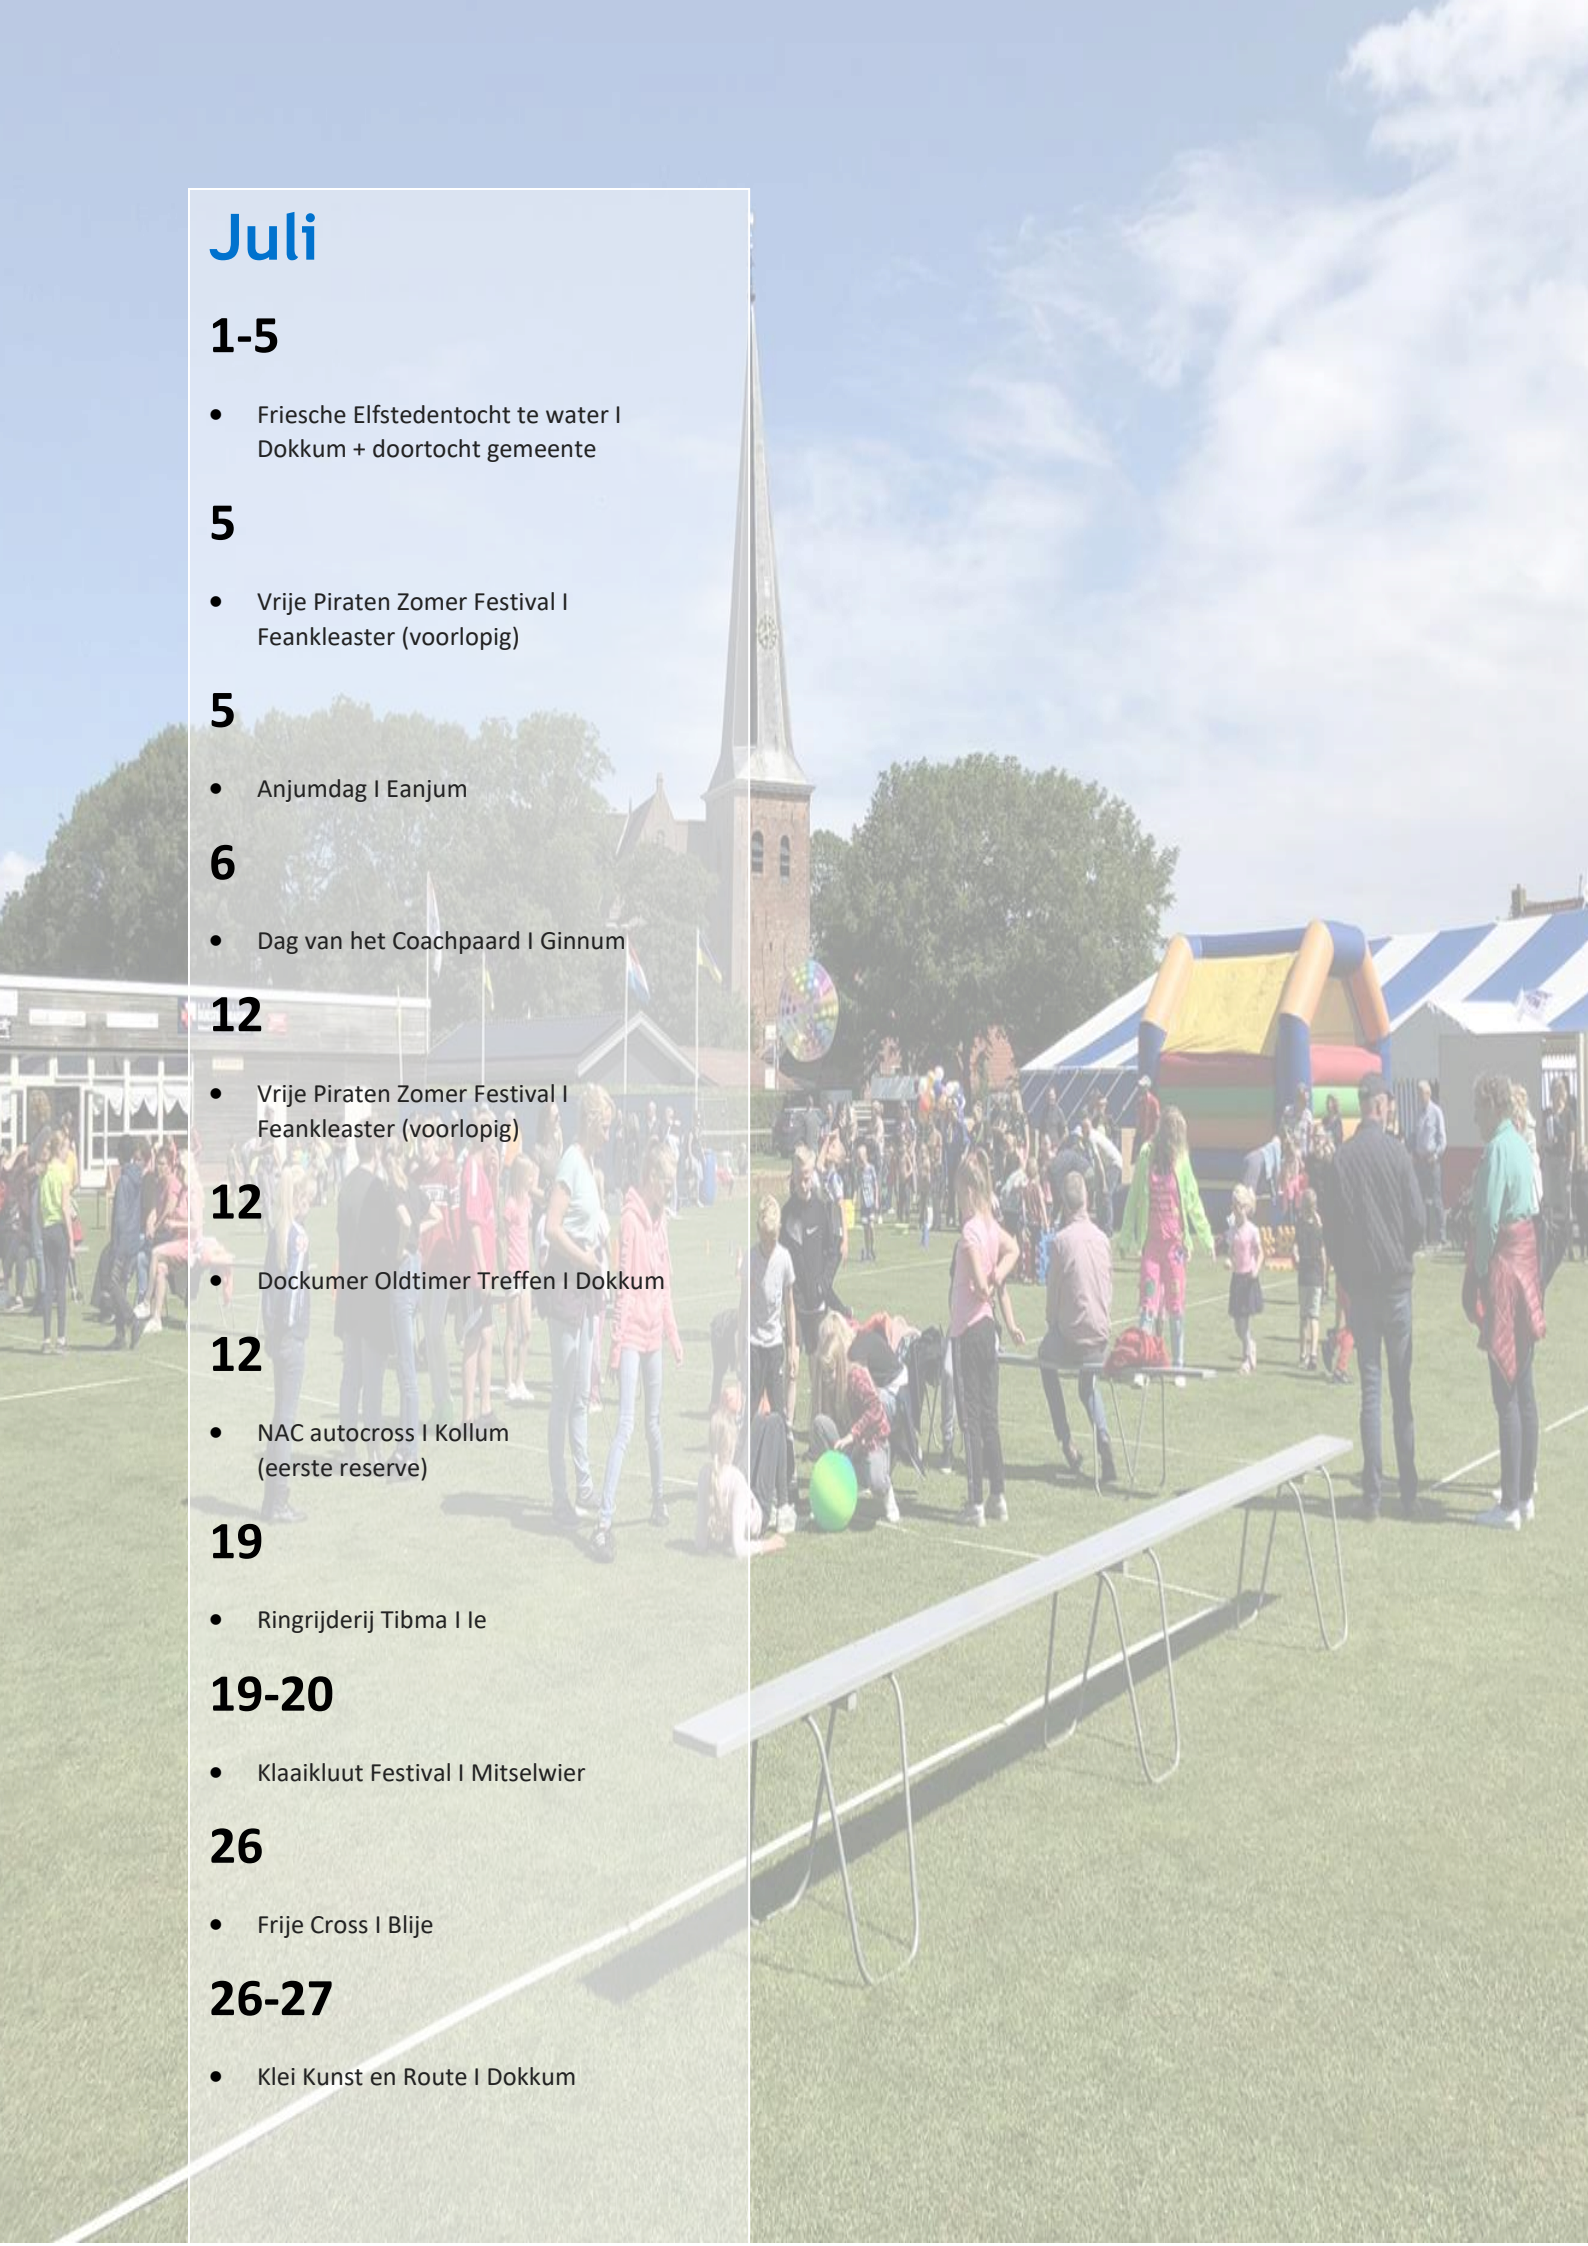 Juli
1-5
• Friesche Elfstedentocht te water I
Dokkum + doortocht gemeente
5
• Vrije Piraten Zomer Festival I
Feankleaster (voorlopig)
5
• Anjumdag I Eanjum
6
• Dag van het Coachpaard I Ginnum
12
• Vrije Piraten Zomer Festival I
Feankleaster (voorlopig)
12
• Dockumer Oldtimer Treffen I Dokkum
12
• NAC autocross I Kollum
(eerste reserve)
19
• Ringrijderij Tibma I Ie
19-20
• Klaaikluut Festival I Mitselwier
26
• Frije Cross I Blije
26-27
• Klei Kunst en Route I Dokkum